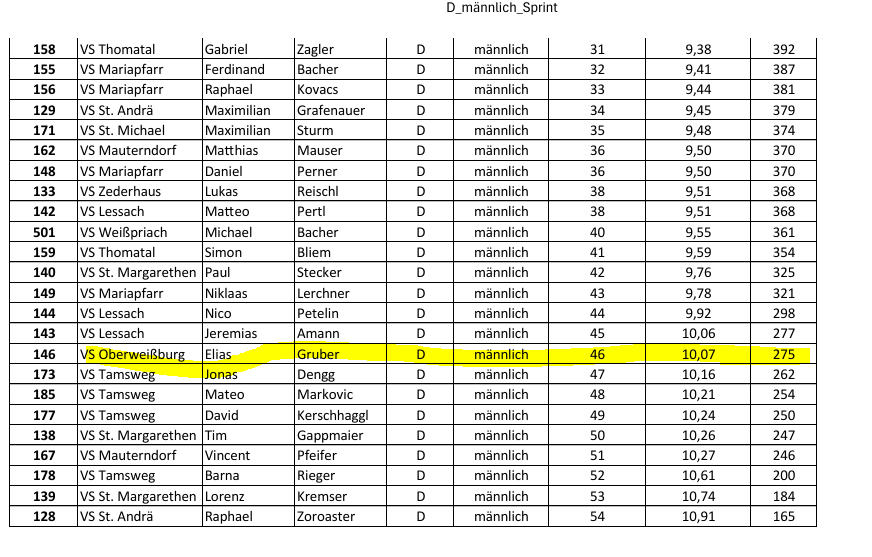 D_männlich_Sprint
158 VS Thomatal Gabriel Zagler D männlich 31 9,38 392
155 VS Mariapfarr Ferdinand Bacher D männlich 32 9,41 387
156 VS Mariapfarr Raphael Kovacs D männlich 33 9,44 381
129 VS St. Andrä Maximilian Grafenauer D männlich 34 9,45 379
171 VS St. Michael Maximilian Sturm D männlich 35 9,48 374
162 VS Mauterndorf Matthias Mauser D männlich 36 9,50 370
148 VS Mariapfarr Daniel Perner D männlich 36 9,50 370
133 VS Zederhaus Lukas Reischl D männlich 38 9,51 368
142 VS Lessach Matteo Pertl D männlich 38 9,51 368
501 VS Weißpriach Michael Bacher D männlich 40 9,55 361
159 VS Thomatal Simon Bliem D männlich 41 9,59 354
140 VS St. Margarethen Paul Stecker D männlich 42 9,76 325
149 VS Mariapfarr Niklaas Lerchner D männlich 43 9,78 321
144 VS Lessach Nico Petelin D männlich 44 9,92 298
143 VS Lessach Jeremias Amann D männlich 45 10,06 277
146 VS Oberweißburg Elias Gruber D männlich 46 10,07 275
173 VS Tamsweg Jonas Dengg D männlich 47 10,16 262
185 VS Tamsweg Mateo Markovic D männlich 48 10,21 254
177 VS Tamsweg David Kerschhaggl D männlich 49 10,24 250
138 VS St. Margarethen Tim Gappmaier D männlich 50 10,26 247
167 VS Mauterndorf Vincent Pfeifer D männlich 51 10,27 246
178 VS Tamsweg Barna Rieger D männlich 52 10,61 200
139 VS St. Margarethen Lorenz Kremser D männlich 53 10,74 184
128 VS St. Andrä Raphael Zoroaster D männlich 54 10,91 165